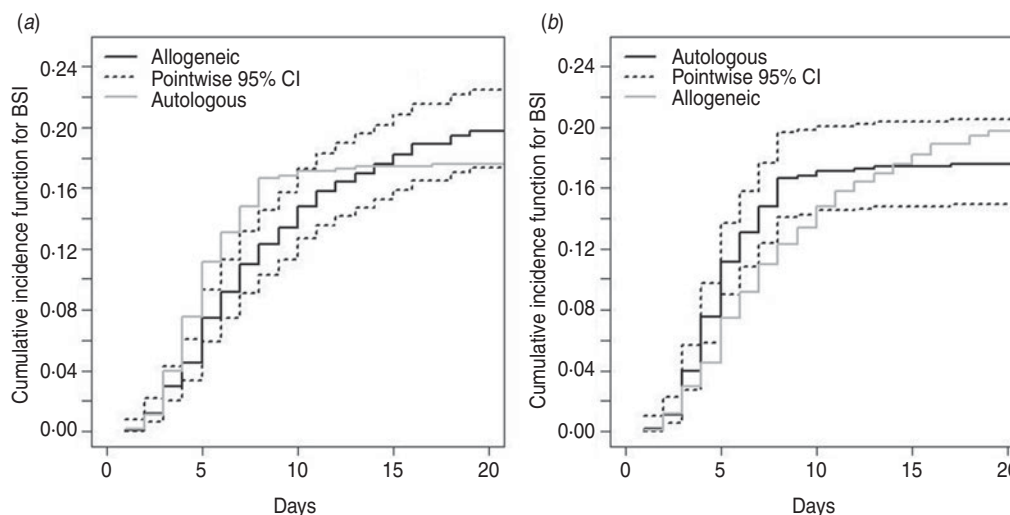 (a)
Allogeneic
Pointwise 95% CI
Autologous
Cumulative incidence function for BSI
0·24
0·20
0·16
0·12
0·08
0·04
0·00
0 5 10 15 20
Days
(b)
Autologous
Pointwise 95% CI
Allogeneic
Cumulative incidence function for BSI
0·24
0·20
0·16
0·12
0·08
0·04
0·00
0 5 10 15 20
Days